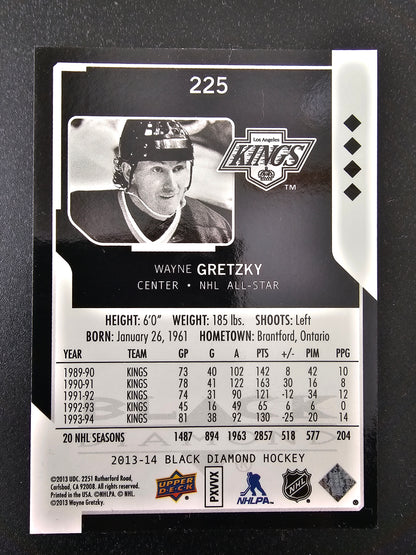 225
Los Angeles
KINGS
TM
WAYNE GRETZKY
CENTER • NHL ALL-STAR
HEIGHT: 6'0" WEIGHT: 185 lbs. SHOOTS: Left
BORN: January 26, 1961 HOMETOWN: Brantford, Ontario
YEAR TEAM GP G A PTS +/- PIM PPG
1989-90 KINGS 73 40 102 142 8 42 10
1990-91 KINGS 78 41 122 163 30 16 8
1991-92 KINGS 74 31 90 121 -12 34 12
1992-93 KINGS 45 16 49 65 6 6 0
1993-94 KINGS 81 38 92 130 -25 20 14
20 NHL SEASONS 1487 894 1963 2857 518 577 204
2013-14 BLACK DIAMOND HOCKEY
©2013 UDC. 2251 Rutherford Road,
Carlsbad, CA 92008. All rights reserved.
Printed in the USA. ©NHLPA. © NHL.
©2013 Wayne Gretzky.
UPPER DECK
PXVVX
NHLPA
NHL